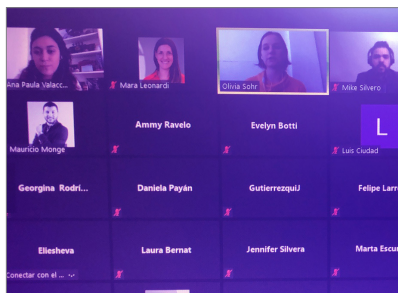 Ana Paula Valacc...
Mara Leonardi
Olivia Sohr
Mike Silvero
Mauricio Monge
Ammy Ravelo
Evelyn Botti
L
Luis Ciudad
Georgina Rodrí...
Daniela Payán
GutierrezquiJ
Felipe Larr
Eliesheva
Laura Bernat
Jennifer Silvera
Marta Escur
Conectar con el ...